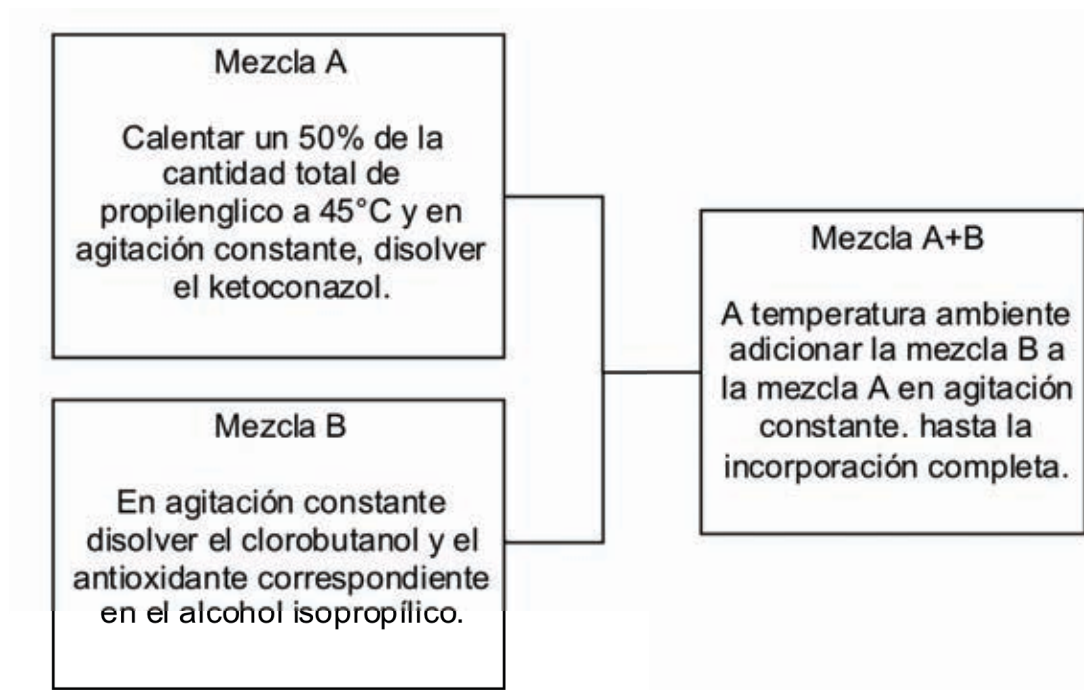 Mezcla A
Calentar un 50% de la
cantidad total de
propilenglico a 45°C y en
agitación constante, disolver
el ketoconazol.
Mezcla B
En agitación constante
disolver el clorobutanol y el
antioxidante correspondiente
en el alcohol isopropílico.
Mezcla A+B
A temperatura ambiente
adicionar la mezcla B a
la mezcla A en agitación
constante. hasta la
incorporación completa.